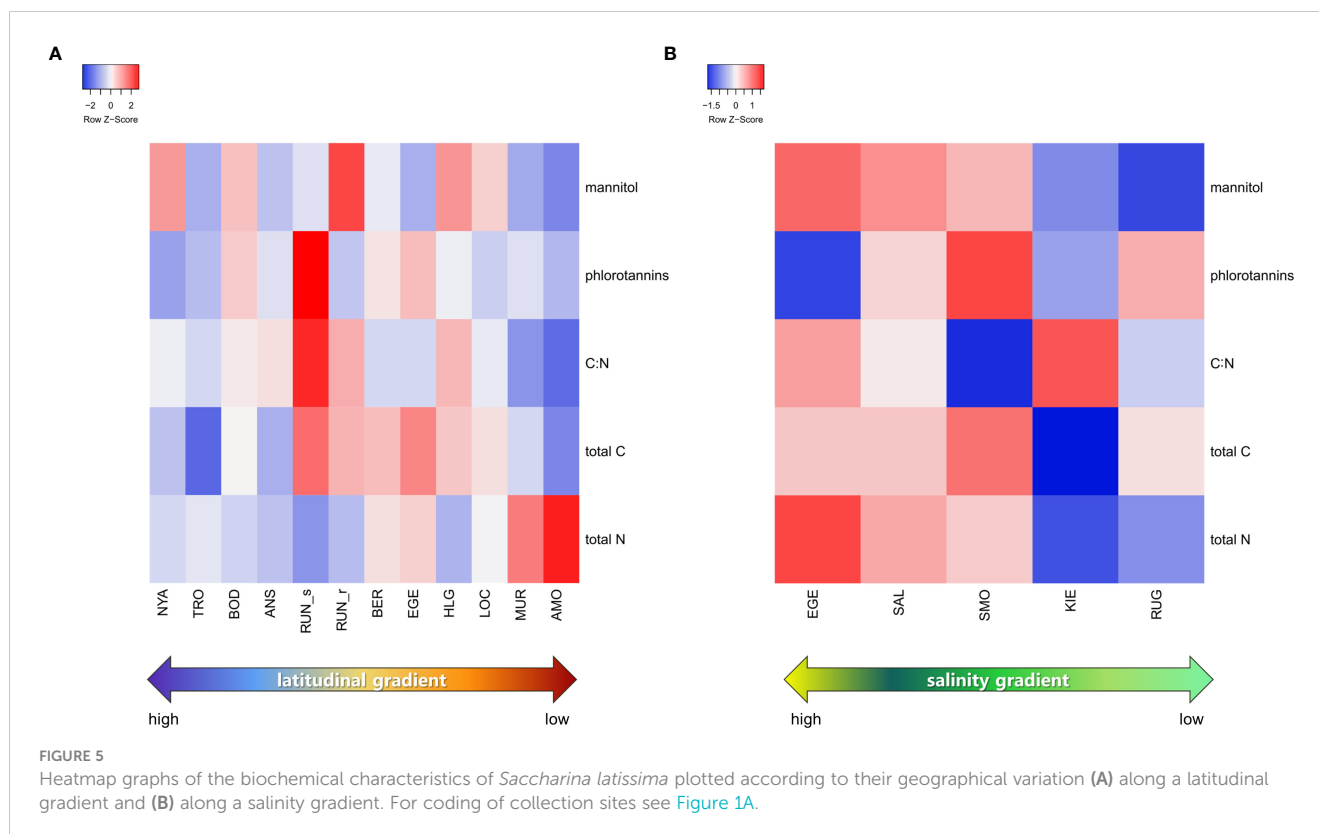 A
−2 0 2
Row Z−Score
mannitol
phlorotannins
C:N
total C
total N
NYA TRO BOD ANS RUN_s RUN_r BER EGE HLG LOC MUR AMO
latitudinal gradient
high low
B
−1.5 0 1
Row Z−Score
mannitol
phlorotannins
C:N
total C
total N
EGE SAL SMO KIE RUG
salinity gradient
high low
FIGURE 5
Heatmap graphs of the biochemical characteristics of Saccharina latissima plotted according to their geographical variation (A) along a latitudinal
gradient and (B) along a salinity gradient. For coding of collection sites see Figure 1A.